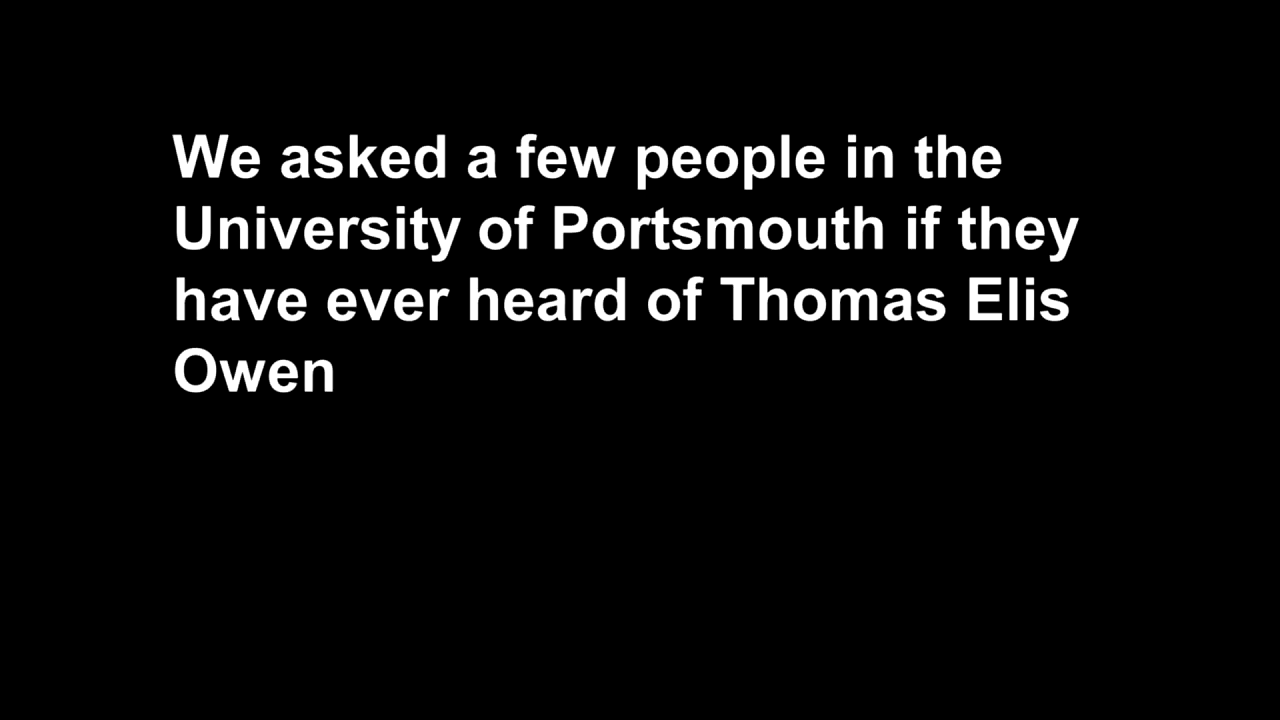 We asked a few people in the
University of Portsmouth if they
have ever heard of Thomas Elis
Owen